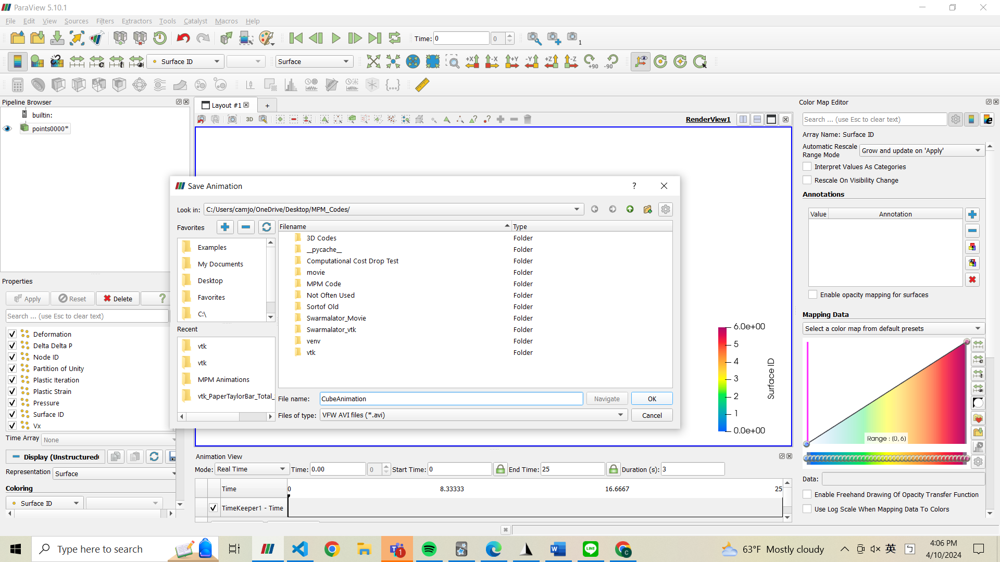 ParaView 5.10.1
File Edit View Sources Filters Extractors Tools Catalyst Macros Help
Time: 0 0 1
Surface ID Surface +X -X +Y -Y +Z -Z +90 -90
Pipeline Browser
builtin:
points0000*
Layout #1 +
3D
RenderView1
Save Animation ?
Look in: C:/Users/camjo/OneDrive/Desktop/MPM_Codes/
Favorites
Examples
My Documents
Desktop
Favorites
C:\
Recent
vtk
vtk
MPM Animations
vtk_PaperTaylorBar_Total_
Filename Type
3D Codes Folder
__pycache__ Folder
Computational Cost Drop Test Folder
movie Folder
MPM Code Folder
Not Often Used Folder
Sortof Old Folder
Swarmalator_Movie Folder
Swarmalator_vtk Folder
venv Folder
vtk Folder
File name: CubeAnimation Navigate OK
Files of type: VFW AVI files (*.avi) Cancel
Properties
Apply Reset Delete ?
Search ... (use Esc to clear text)
Deformation
Delta Delta P
Node ID
Partition of Unity
Plastic Iteration
Plastic Strain
Pressure
Surface ID
Vx
Time Array None
Display (Unstructured
Representation Surface
Coloring
Surface ID
6.0e+00
5
4
3
2
1
0.0e+00
Surface ID
Animation View
Mode: Real Time Time: 0.00 0 Start Time: 0 End Time: 25 Duration (s): 3
Time 0 8.33333 16.6667 25
TimeKeeper1 - Time
Color Map Editor
Search ... (use Esc to clear text)
Array Name: Surface ID
Automatic Rescale
Range Mode
Grow and update on 'Apply'
Interpret Values As Categories
Rescale On Visibility Change
Annotations
Value Annotation
Enable opacity mapping for surfaces
Mapping Data
Select a color map from default presets
Range : (0, 6)
Data:
Enable Freehand Drawing Of Opacity Transfer Function
Use Log Scale When Mapping Data To Colors
Type here to search
1
LINE
63°F Mostly cloudy
英
4:06 PM
4/10/2024